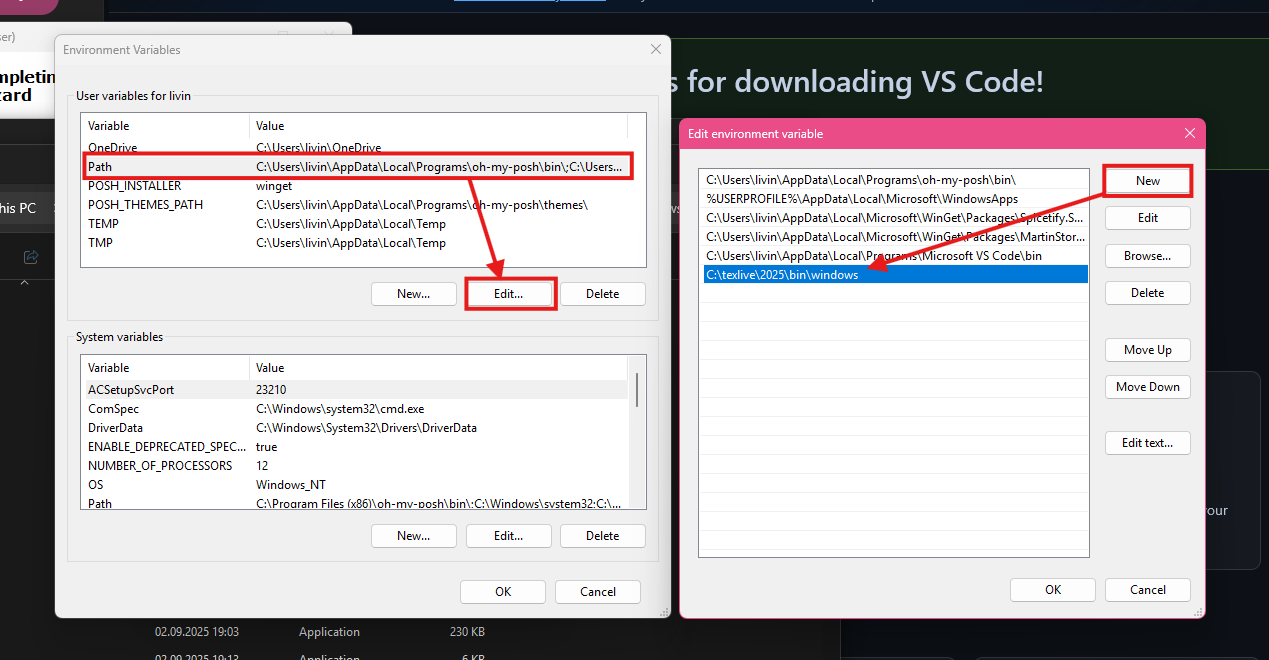 s for downloading VS Code!
ser)
mpletin
zard
his PC
Environment Variables
User variables for livin
Variable Value
OneDrive C:\Users\livin\OneDrive
Path C:\Users\livin\AppData\Local\Programs\oh-my-posh\bin\;C:\Users...
POSH_INSTALLER winget
POSH_THEMES_PATH C:\Users\livin\AppData\Local\Programs\oh-my-posh\themes\
TEMP C:\Users\livin\AppData\Local\Temp
TMP C:\Users\livin\AppData\Local\Temp
New... Edit... Delete
System variables
Variable Value
ACSetupSvcPort 23210
ComSpec C:\Windows\system32\cmd.exe
DriverData C:\Windows\System32\Drivers\DriverData
ENABLE_DEPRECATED_SPEC... true
NUMBER_OF_PROCESSORS 12
OS Windows_NT
Path C:\Program Files (x86)\oh-my-posh\bin\;C:\Windows\system32;C:\...
New... Edit... Delete
OK Cancel
Edit environment variable
C:\Users\livin\AppData\Local\Programs\oh-my-posh\bin\
%USERPROFILE%\AppData\Local\Microsoft\WindowsApps
C:\Users\livin\AppData\Local\Microsoft\WinGet\Packages\Spicetify.S...
C:\Users\livin\AppData\Local\Microsoft\WinGet\Packages\MartinStor...
C:\Users\livin\AppData\Local\Programs\Microsoft VS Code\bin
C:\texlive\2025\bin\windows
New
Edit
Browse...
Delete
Move Up
Move Down
Edit text...
OK Cancel
your
02.09.2025 19:03 Application 230 KB
02.09.2025 19:13 Application 6 KB